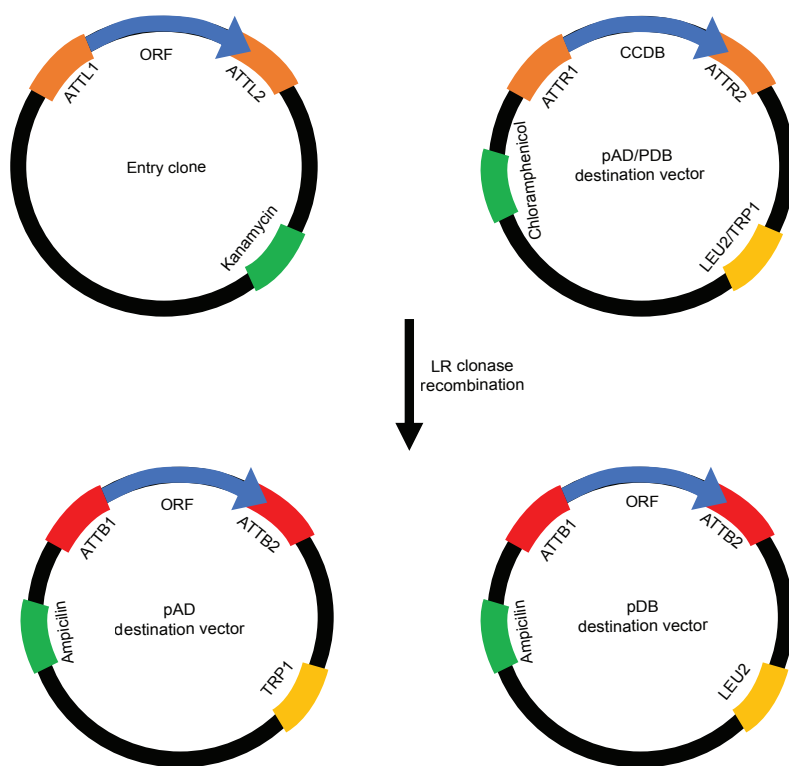 ORF
ATTL1
ATTL2
Entry clone
Kanamycin
CCDB
ATTR1
ATTR2
Chloramphenicol
pAD/PDB
destination vector
LEU2/TRP1
LR clonase
recombination
ORF
ATTB1
ATTB2
Ampicilin
pAD
destination vector
TRP1
ORF
ATTB1
ATTB2
Ampicilin
pDB
destination vector
LEU2